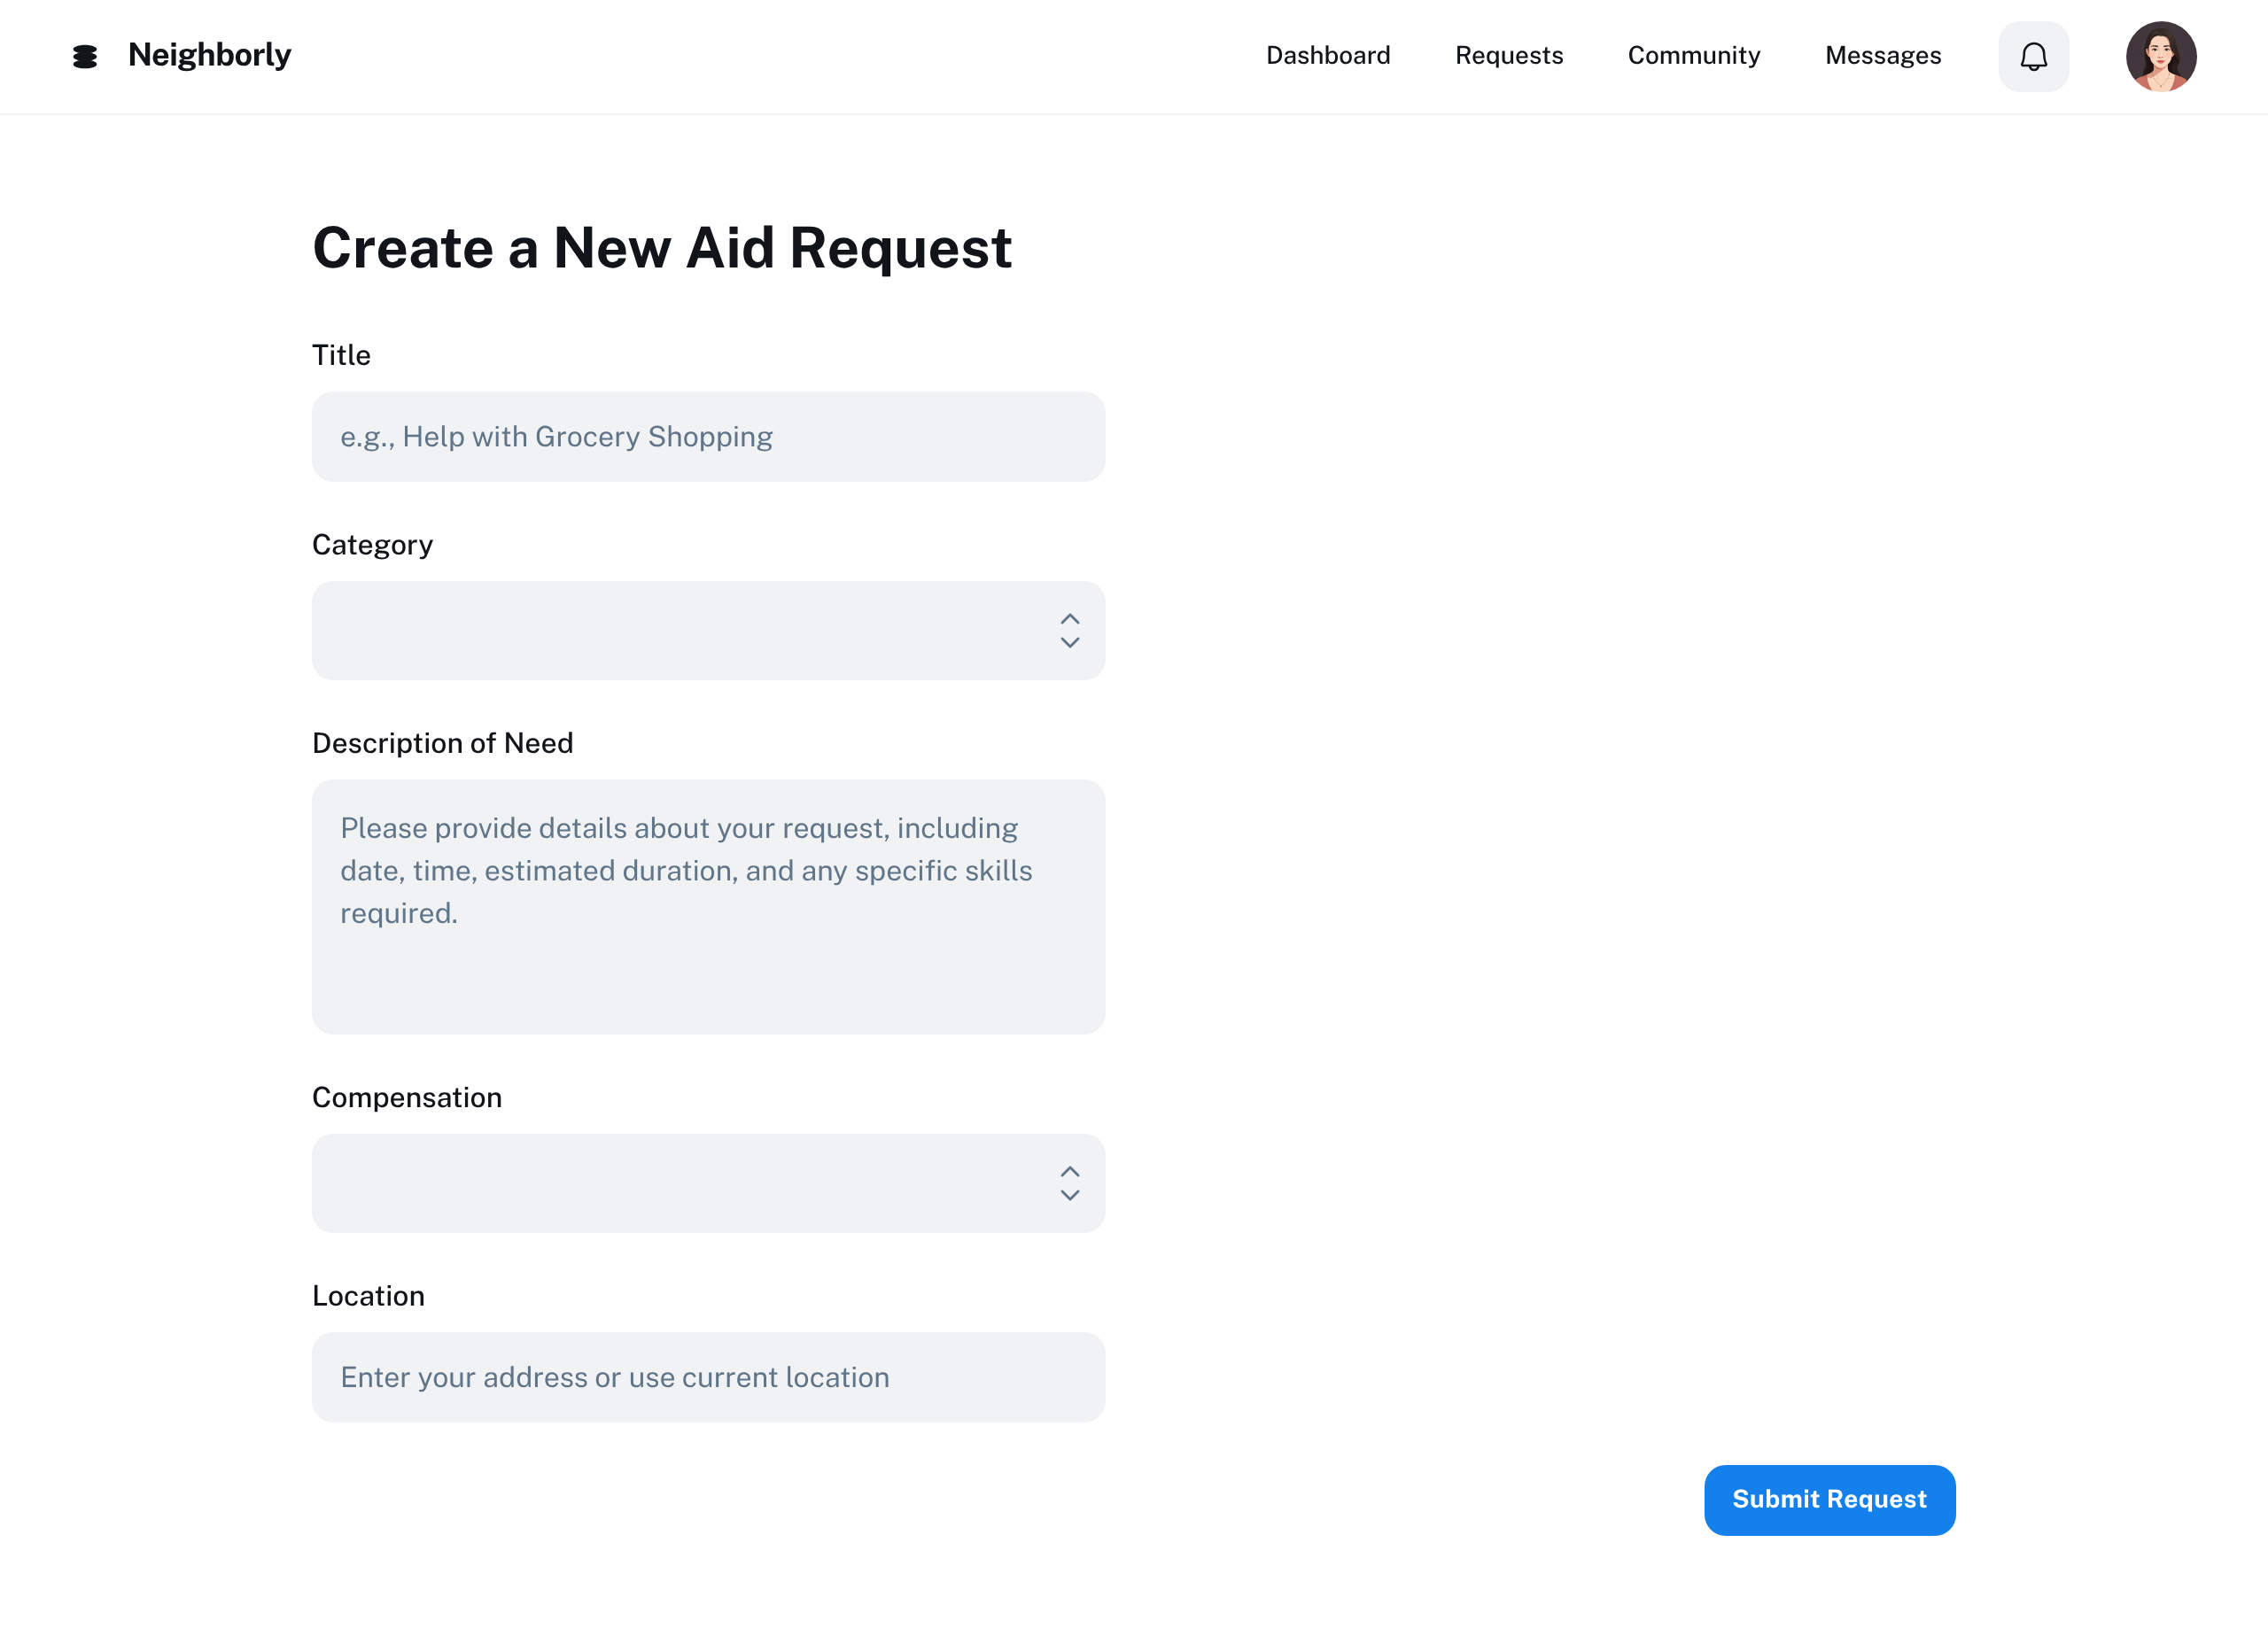 Neighborly
Dashboard
Requests
Community
Messages
Create a New Aid Request
Title
e.g., Help with Grocery Shopping
Category
Description of Need
Please provide details about your request, including
date, time, estimated duration, and any specific skills
required.
Compensation
Location
Enter your address or use current location
Submit Request